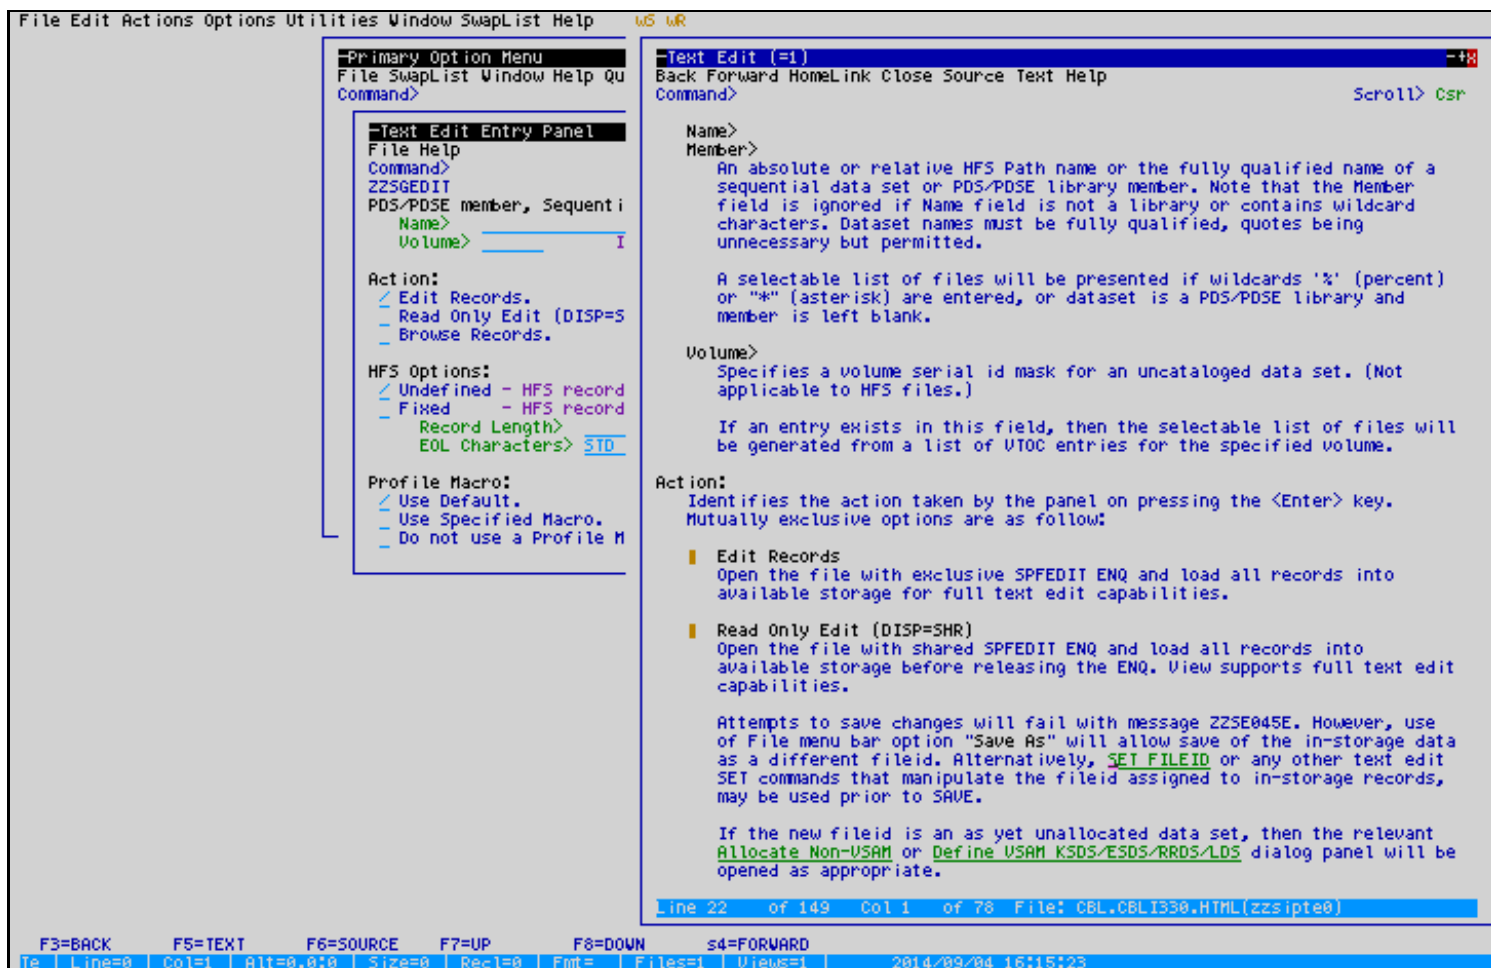 File Edit Actions Options Utilities Window SwapList Help wS wR
Primary Option Menu
File SwapList Window Help Qu
Command>
Text Edit Entry Panel
File Help
Command>
ZZSGEDIT
PDS/PDSE member, Sequenti
Name>
Volume> I
Action:
/ Edit Records.
_ Read Only Edit (DISP=S
_ Browse Records.
HFS Options:
/ Undefined - HFS record
_ Fixed - HFS record
Record Length>
EOL Characters> STD
Profile Macro:
/ Use Default.
_ Use Specified Macro.
_ Do not use a Profile M
Text Edit (=1) -+x
Back Forward HomeLink Close Source Text Help
Command> Scroll> Csr
Name>
Member>
An absolute or relative HFS Path name or the fully qualified name of a
sequential data set or PDS/PDSE library member. Note that the Member
field is ignored if Name field is not a library or contains wildcard
characters. Dataset names must be fully qualified, quotes being
unnecessary but permitted.
A selectable list of files will be presented if wildcards '%' (percent)
or "*" (asterisk) are entered, or dataset is a PDS/PDSE library and
member is left blank.
Volume>
Specifies a volume serial id mask for an uncataloged data set. (Not
applicable to HFS files.)
If an entry exists in this field, then the selectable list of files will
be generated from a list of VTOC entries for the specified volume.
Action:
Identifies the action taken by the panel on pressing the <Enter> key.
Mutually exclusive options are as follow:
Edit Records
Open the file with exclusive SPFEDIT ENQ and load all records into
available storage for full text edit capabilities.
Read Only Edit (DISP=SHR)
Open the file with shared SPFEDIT ENQ and load all records into
available storage before releasing the ENQ. View supports full text edit
capabilities.
Attempts to save changes will fail with message ZZSE045E. However, use
of File menu bar option "Save As" will allow save of the in-storage data
as a different fileid. Alternatively, SET FILEID or any other text edit
SET commands that manipulate the fileid assigned to in-storage records,
may be used prior to SAVE.
If the new fileid is an as yet unallocated data set, then the relevant
Allocate Non-VSAM or Define VSAM KSDS/ESDS/RRDS/LDS dialog panel will be
opened as appropriate.
Line 22 of 149 Col 1 of 78 File: CBL.CBLI330.HTML(zzsipte0)
F3=BACK F5=TEXT F6=SOURCE F7=UP F8=DOWN s4=FORWARD
Te | Line=0 | Col=1 | Alt=0,0;0 | Size=0 | Recl=0 | Fmt= | Files=1 | Views=1 | 2014/09/04 16:15:23